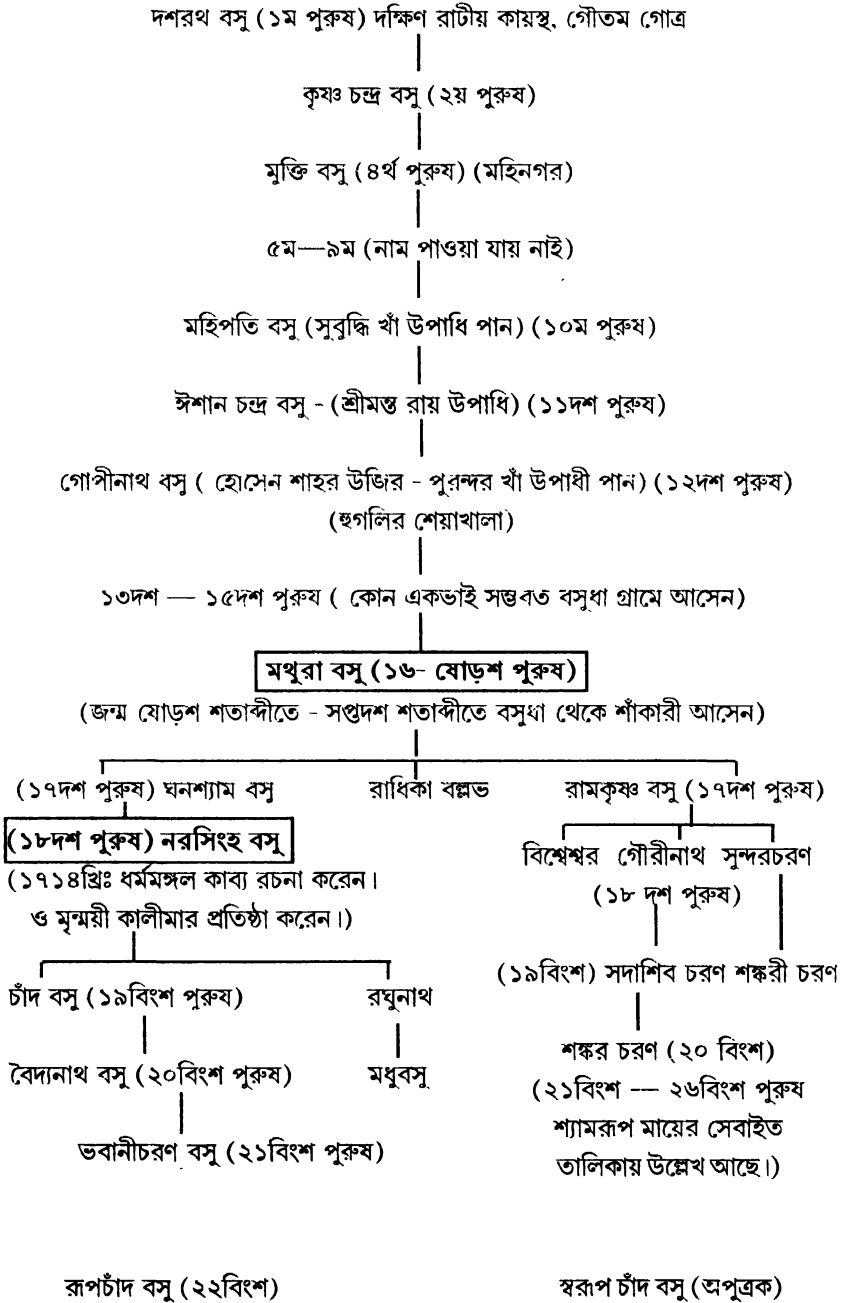 দশরথ বসু (১ম পুরুষ) দক্ষিণ রাটীয় কায়স্থ, গৌতম গোত্র
কৃষ্ণ চন্দ্র বসু (২য় পুরুষ)
মুক্তি বসু (৪র্থ পুরুষ) (মহিনগর)
৫ম—৯ম (নাম পাওয়া যায় নাই)
মহিপতি বসু (সুবুদ্ধি খাঁ উপাধি পান) (১০ম পুরুষ)
ঈশান চন্দ্র বসু - (শ্রীমন্ত রায় উপাধি) (১১দশ পুরুষ)
গোপীনাথ বসু ( হোসেন শাহর উজির - পুরন্দর খাঁ উপাধী পান) (১২দশ পুরুষ)
(হুগলির শেয়াখালা)
১৩দশ — ১৫দশ পুরুষ ( কোন একভাই সম্ভবত বসুধা গ্রামে আসেন)
মথুরা বসু (১৬- ষোড়শ পুরুষ)
(জন্ম ষোড়শ শতাব্দীতে - সপ্তদশ শতাব্দীতে বসুধা থেকে শাঁকারী আসেন)
(১৭দশ পুরুষ) ঘনশ্যাম বসু রাধিকা বল্লভ রামকৃষ্ণ বসু (১৭দশ পুরুষ)
(১৮দশ পুরুষ) নরসিংহ বসু
বিশ্বেশ্বর গৌরীনাথ সুন্দরচরণ
(১৭১৪খ্রিঃ ধর্মমঙ্গল কাব্য রচনা করেন।
(১৮ দশ পুরুষ)
ও মৃন্ময়ী কালীমার প্রতিষ্ঠা করেন।)
(১৯বিংশ) সদাশিব চরণ শঙ্করী চরণ
চাঁদ বসু (১৯বিংশ পুরুষ) রঘুনাথ
শঙ্কর চরণ (২০ বিংশ)
বৈদ্যনাথ বসু (২০বিংশ পুরুষ) মধুবসু
(২১বিংশ — ২৬বিংশ পুরুষ
শ্যামরূপ মায়ের সেবাইত
ভবানীচরণ বসু (২১বিংশ পুরুষ)
তালিকায় উল্লেখ আছে।)
রূপচাঁদ বসু (২২বিংশ) স্বরূপ চাঁদ বসু (অপুত্রক)